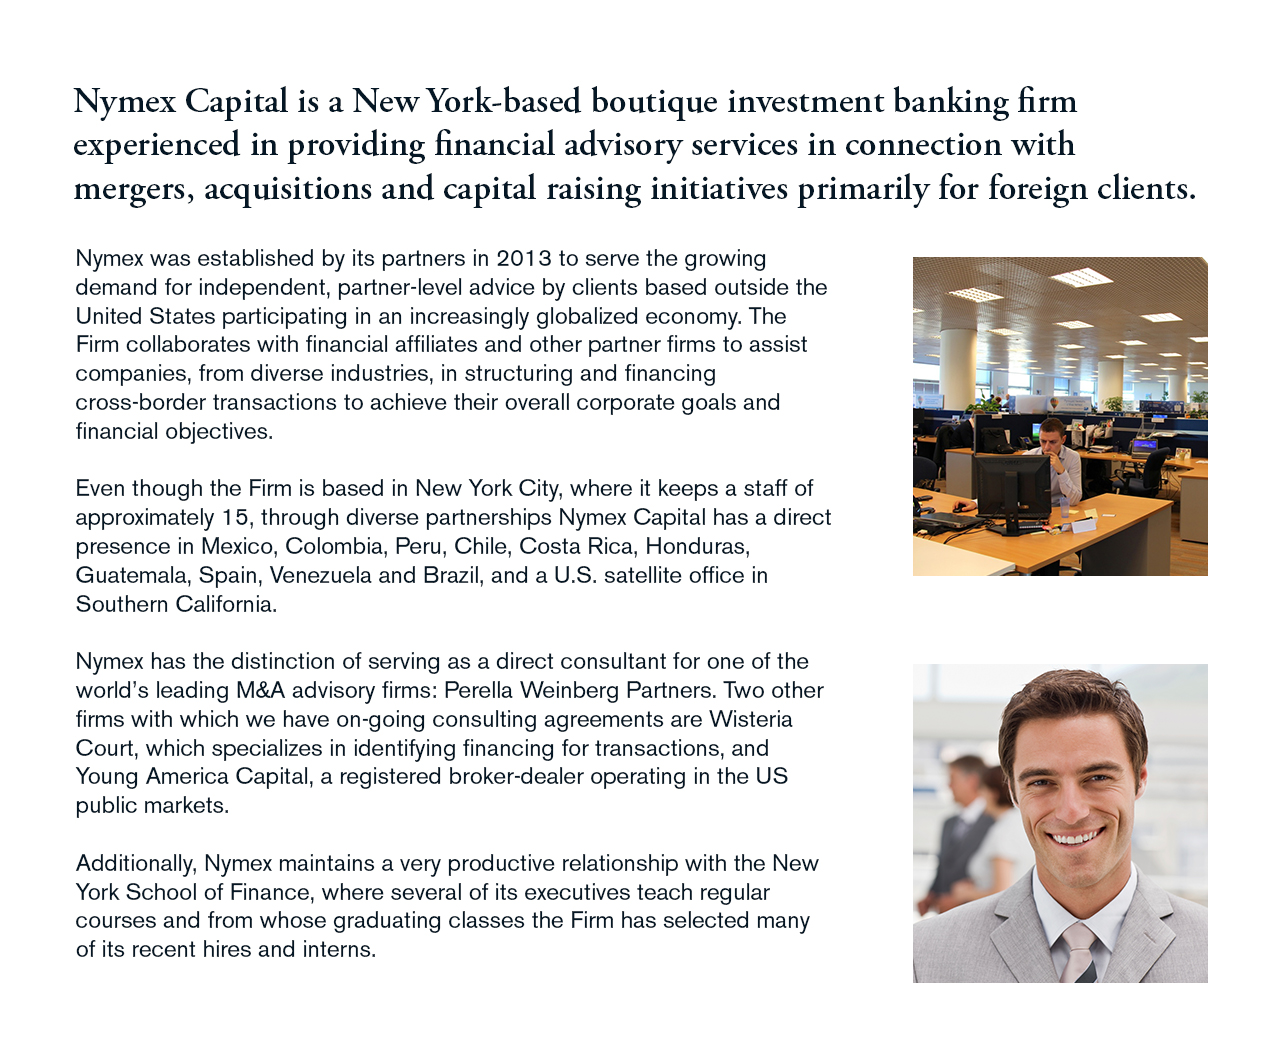 Nymex Capital is a New York-based boutique investment banking firm
experienced in providing financial advisory services in connection with
mergers, acquisitions and capital raising initiatives primarily for foreign clients.
Nymex was established by its partners in 2013 to serve the growing
demand for independent, partner-level advice by clients based outside the
United States participating in an increasingly globalized economy. The
Firm collaborates with financial affiliates and other partner firms to assist
companies, from diverse industries, in structuring and financing
cross-border transactions to achieve their overall corporate goals and
financial objectives.
Even though the Firm is based in New York City, where it keeps a staff of
approximately 15, through diverse partnerships Nymex Capital has a direct
presence in Mexico, Colombia, Peru, Chile, Costa Rica, Honduras,
Guatemala, Spain, Venezuela and Brazil, and a U.S. satellite office in
Southern California.
Nymex has the distinction of serving as a direct consultant for one of the
world’s leading M&A advisory firms: Perella Weinberg Partners. Two other
firms with which we have on-going consulting agreements are Wisteria
Court, which specializes in identifying financing for transactions, and
Young America Capital, a registered broker-dealer operating in the US
public markets.
Additionally, Nymex maintains a very productive relationship with the New
York School of Finance, where several of its executives teach regular
courses and from whose graduating classes the Firm has selected many
of its recent hires and interns.